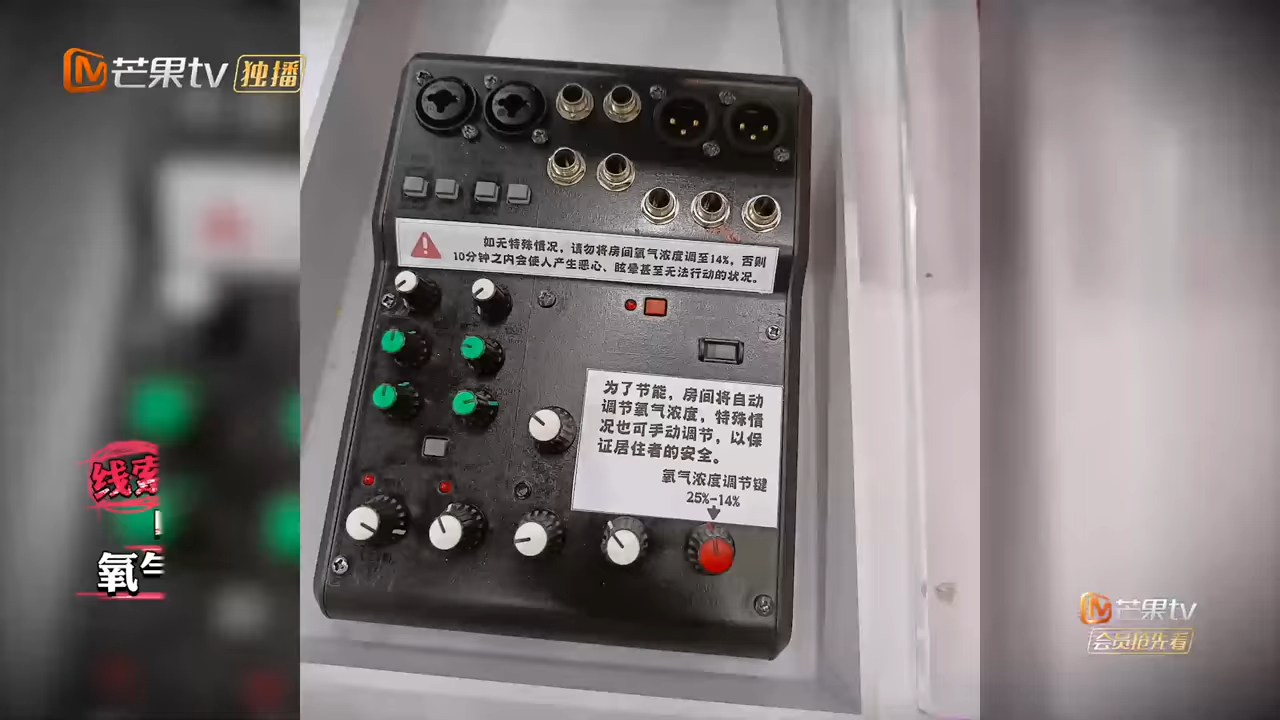 芒果tv 独播
如无特殊情况，请勿将房间氧气浓度调至14%，否则
10分钟之内会使人产生恶心、眩晕甚至无法行动的状况。
为了节能，房间将自动
调节氧气浓度，特殊情
况也可手动调节，以保
证居住者的安全。
氧气浓度调节键
25%-14%
线索
氧
芒果tv
会员抢先看